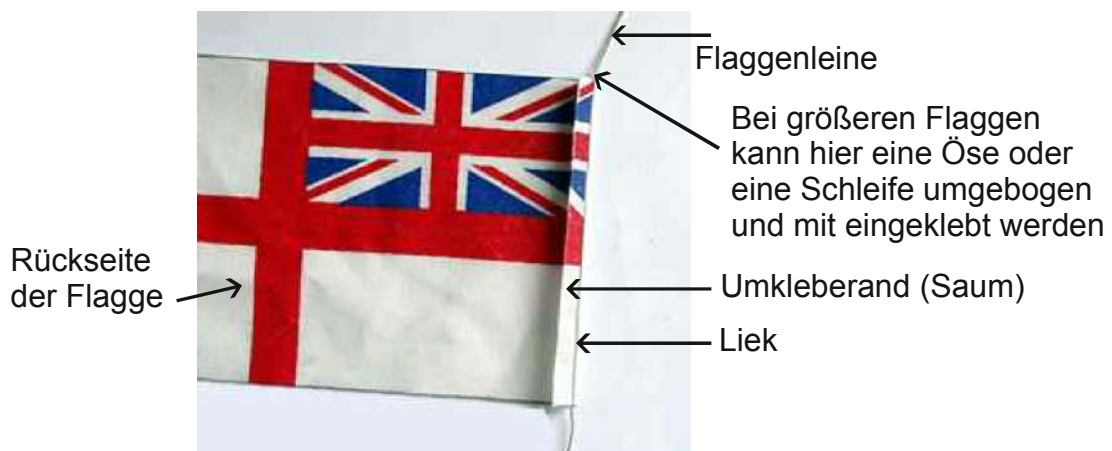 Flaggenleine
Bei größeren Flaggen
kann hier eine Öse oder
eine Schleife umgebogen
und mit eingeklebt werden
Rückseite
der Flagge
Umkleberand (Saum)
Liek